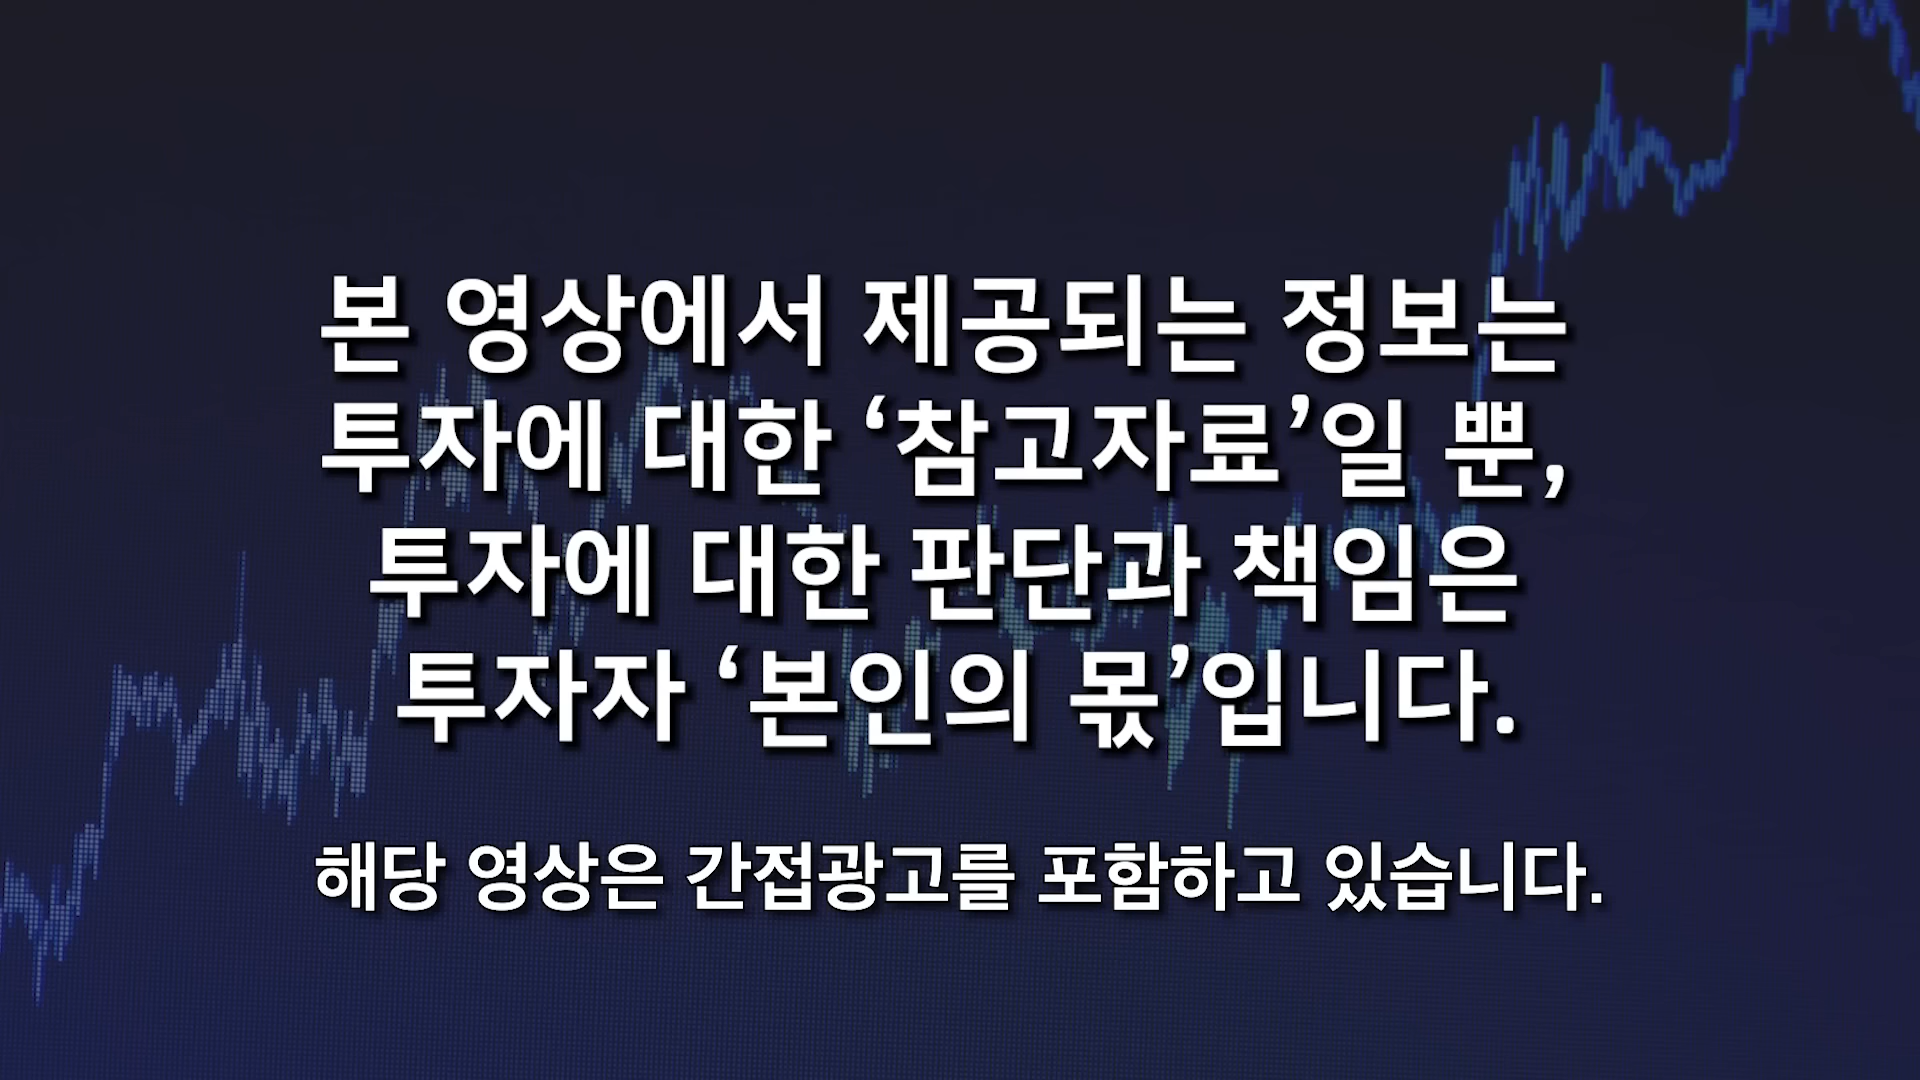 본 영상에서 제공되는 정보는
투자에 대한 ‘참고자료’일 뿐,
투자에 대한 판단과 책임은
투자자 ‘본인의 몫’입니다.
해당 영상은 간접광고를 포함하고 있습니다.